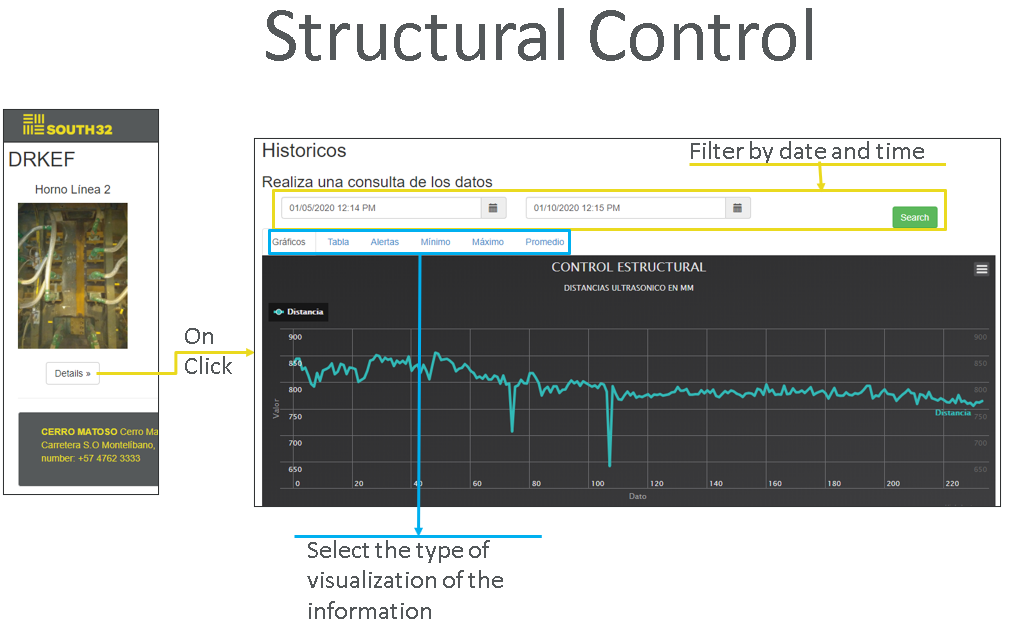 Structural Control
SOUTH32
DRKEF
Horno Línea 2
Details »
CERRO MATOSO Cerro Ma
Carretera S.O Montelíbano,
number: +57 4762 3333
On
Click
Historicos
Filter by date and time
Realiza una consulta de los datos
01/05/2020 12:14 PM
01/10/2020 12:15 PM
Search
Gráficos Tabla Alertas Mínimo Máximo Promedio
CONTROL ESTRUCTURAL
DISTANCIAS ULTRASONICO EN MM
Distancia
900 900
850 850
800 800
750 Distancia 750
700 700
650 650
Valor
0 20 40 60 80 100 120 140 160 180 200 220
Dato
Select the type of
visualization of the
information